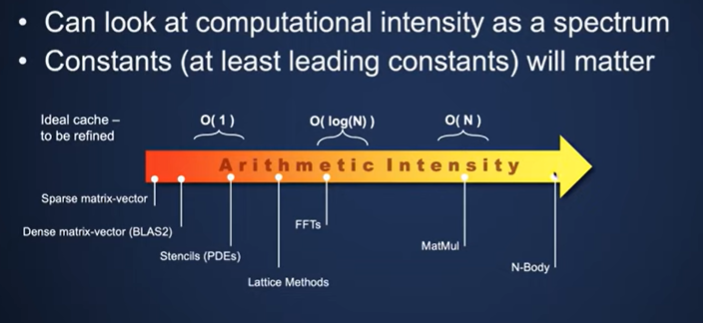 • Can look at computational intensity as a spectrum
• Constants (at least leading constants) will matter
Ideal cache –
to be refined
O( 1 )
O( log(N) )
O( N )
Arithmetic Intensity
Sparse matrix-vector
Dense matrix-vector (BLAS2)
Stencils (PDEs)
Lattice Methods
FFTs
MatMul
N-Body